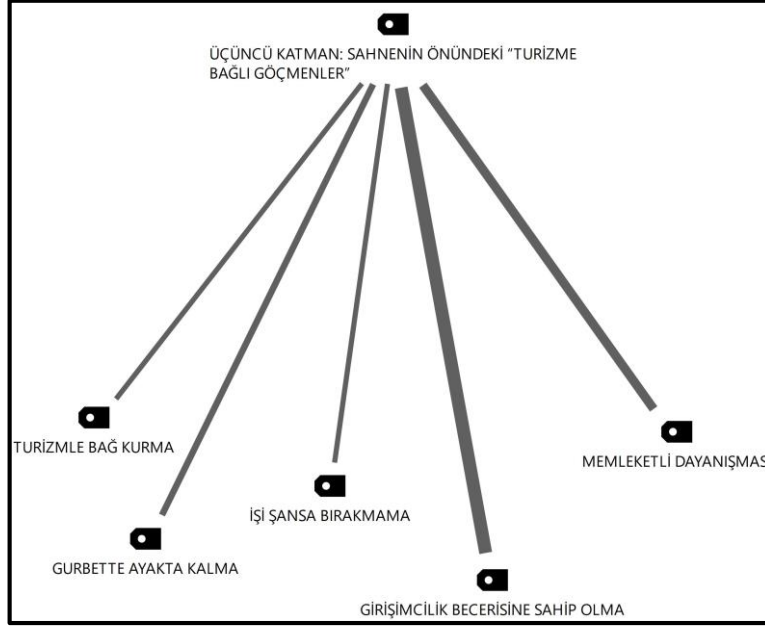 ÜÇÜNCÜ KATMAN: SAHNENİN ÖNÜNDEKİ "TURİZME
BAĞLI GÖÇMENLER"
TURİZMLE BAĞ KURMA
MEMLEKETLİ DAYANIŞMAS
İŞİ ŞANSA BIRAKMAMA
GURBETTE AYAKTA KALMA
GİRİŞİMCİLİK BECERİSİNE SAHİP OLMA